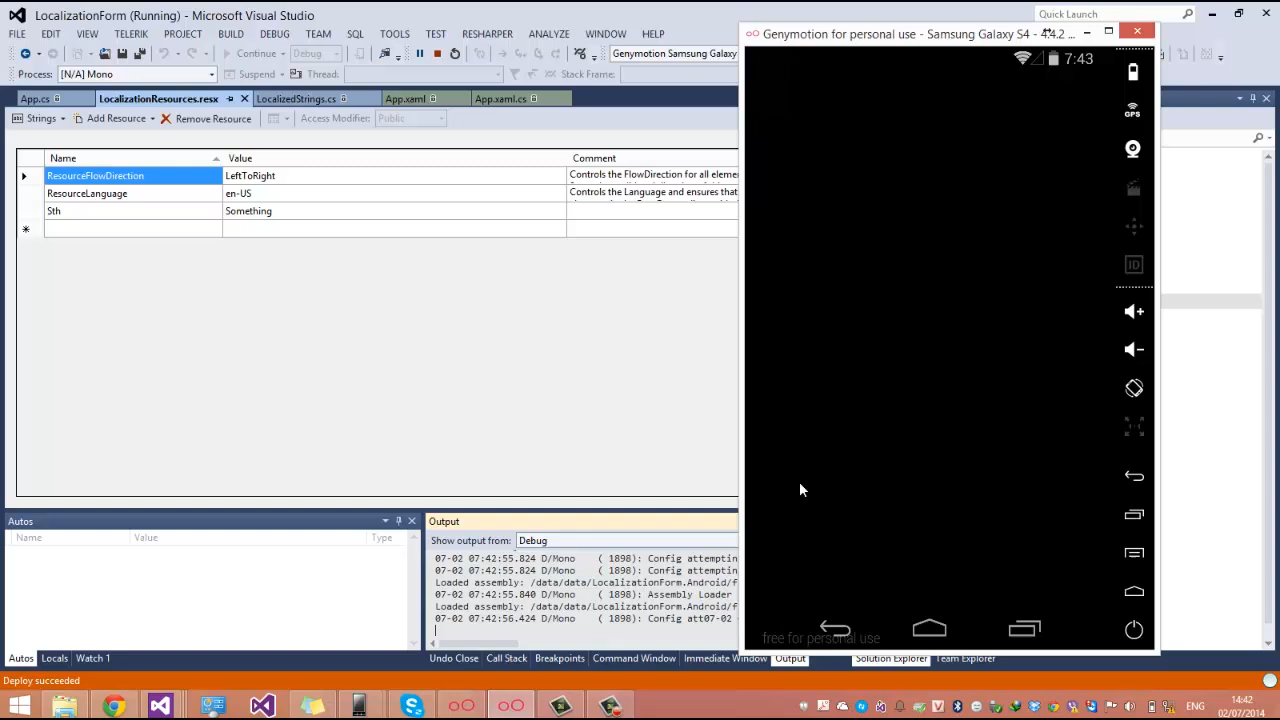 LocalizationForm (Running) - Microsoft Visual Studio
Quick Launch
FILE EDIT VIEW TELERIK PROJECT BUILD DEBUG TEAM SQL TOOLS TEST RESHARPER ANALYZE WINDOW HELP
Continue Debug Genymotion Samsung Galaxy
Process: [N/A] Mono Suspend Thread: Stack Frame:
App.cs LocalizationResources.resx LocalizedStrings.cs App.xaml App.xaml.cs
Strings Add Resource Remove Resource Access Modifier: Public
Name Value Comment
ResourceFlowDirection LeftToRight Controls the FlowDirection for all elem
ResourceLanguage en-US Controls the Language and ensures that
Sth Something
Genymotion for personal use - Samsung Galaxy S4 - 4.4.2 ...
7:43
GPS
ID
free for personal use
Autos
Name Value Type
Output
Show output from: Debug
07-02 07:42:55.824 D/Mono ( 1898): Config attemptin
07-02 07:42:55.824 D/Mono ( 1898): Config attemptin
Loaded assembly: /data/data/LocalizationForm.Android/f
07-02 07:42:55.840 D/Mono ( 1898): Assembly Loader
Loaded assembly: /data/data/LocalizationForm.Android/f
07-02 07:42:56.424 D/Mono ( 1898): Config att07-02
Autos Locals Watch 1
Undo Close Call Stack Breakpoints Command Window Immediate Window Output Solution Explorer Team Explorer
Deploy succeeded
ENG
14:42
02/07/2014